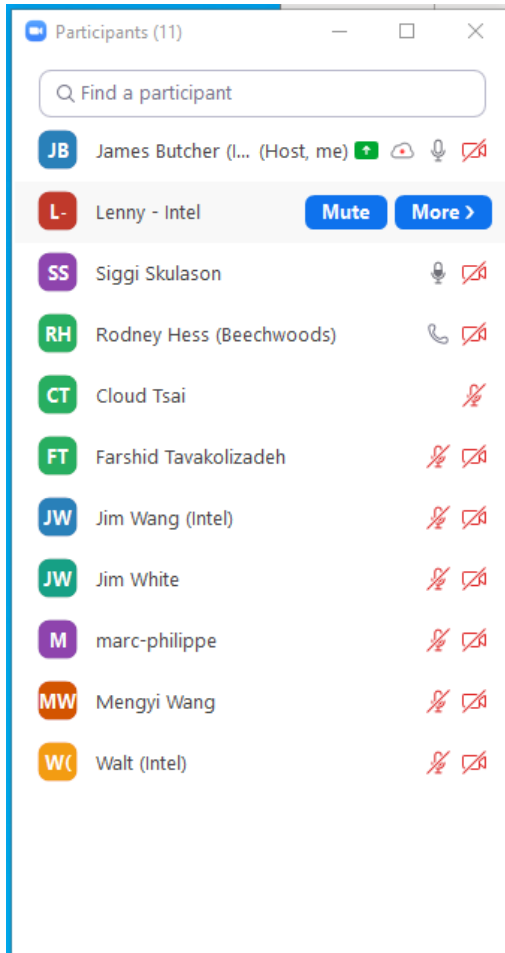 Participants (11)
Find a participant
JB James Butcher (I... (Host, me)
L- Lenny - Intel Mute More >
SS Siggi Skulason
RH Rodney Hess (Beechwoods)
CT Cloud Tsai
FT Farshid Tavakolizadeh
JW Jim Wang (Intel)
JW Jim White
M marc-philippe
MW Mengyi Wang
W( Walt (Intel)